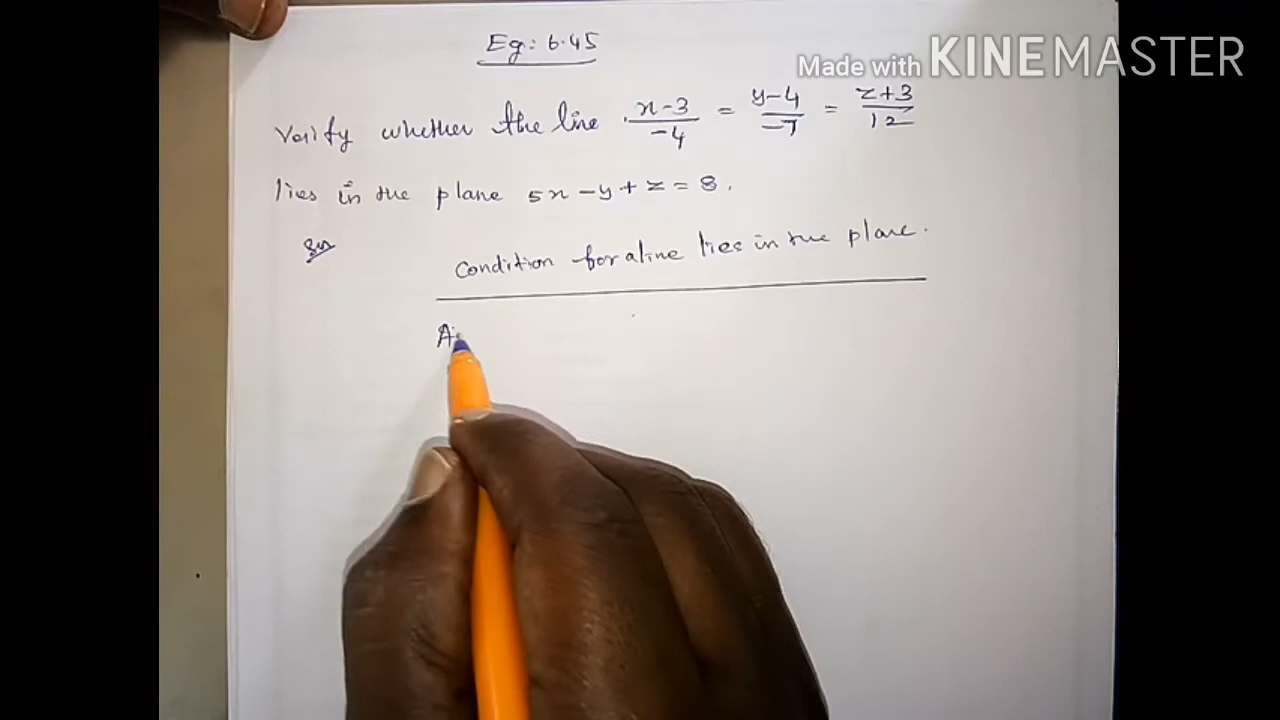 Made with KINEMASTER
Eg: 6.45
Verify whether the line x-3/-4 = y-4/-7 = z+3/12
lies in the plane 5x-y+z=8.
Sol
Condition for a line lies in the plane.
A